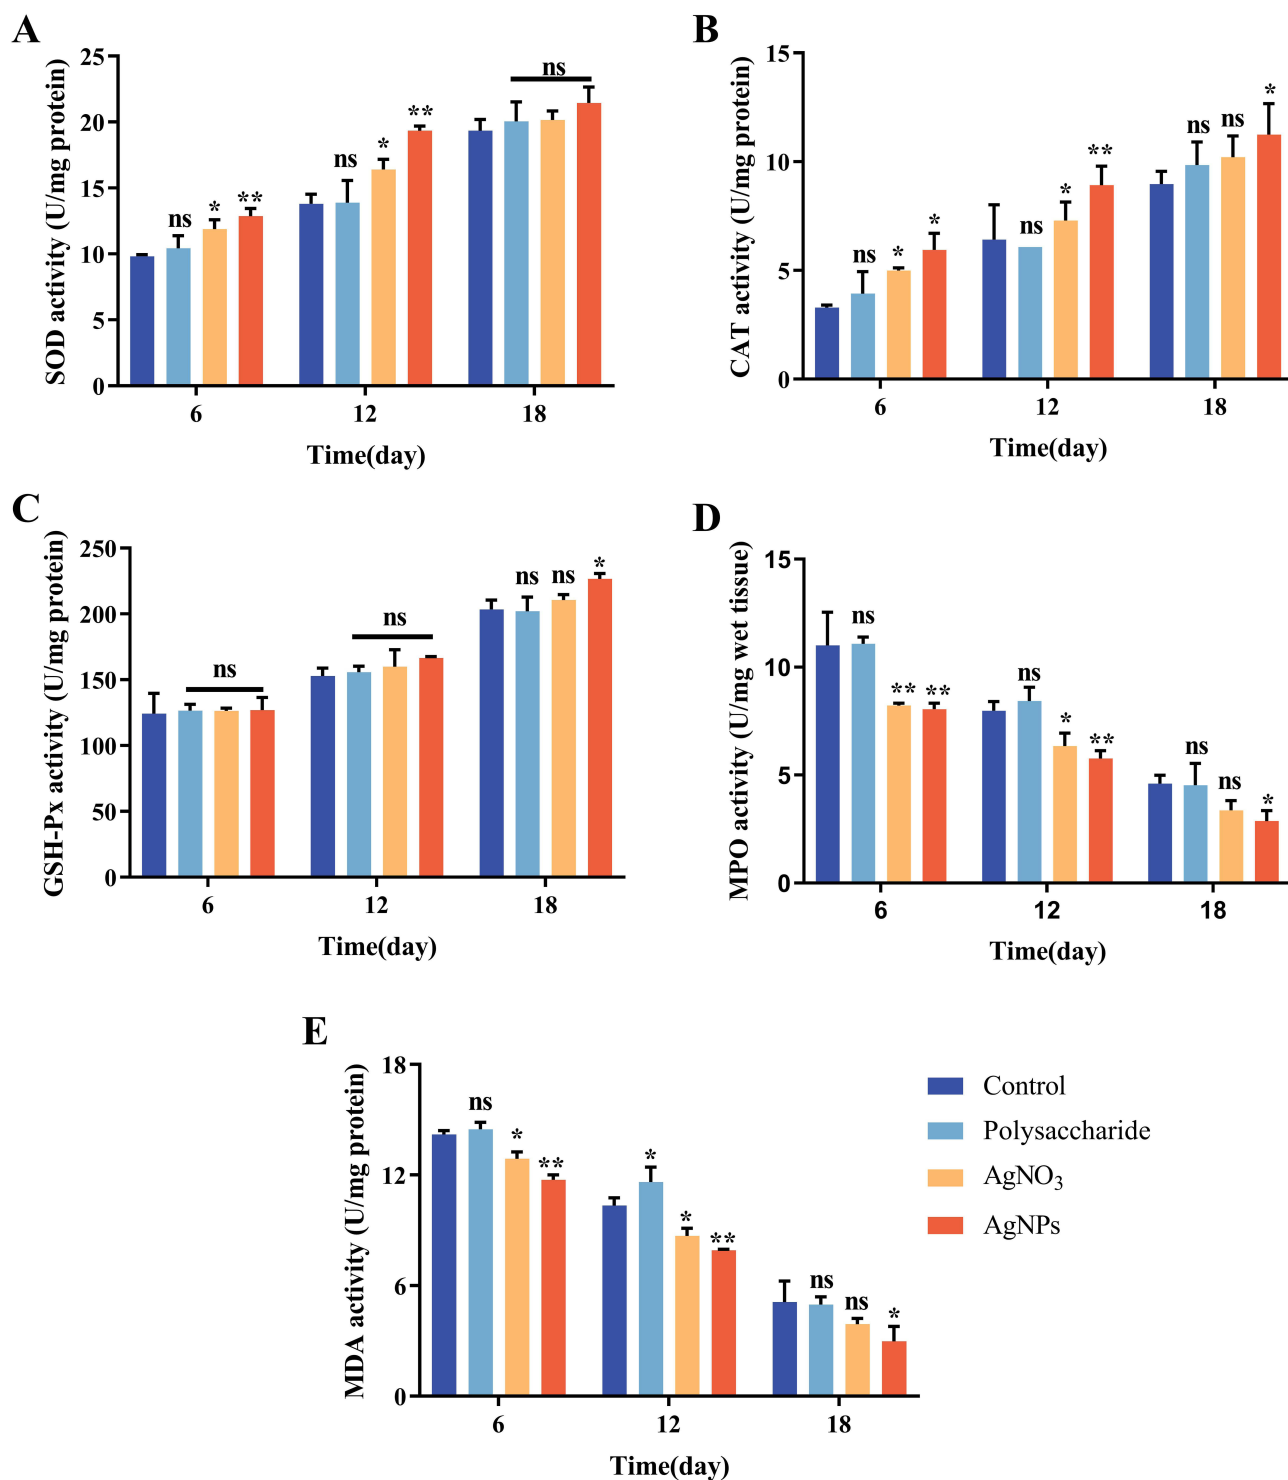 A
SOD activity (U/mg protein)
25
20
15
10
5
0
ns * **
ns * **
ns
6 12 18
Time(day)
B
CAT activity (U/mg protein)
15
10
5
0
ns * *
ns * **
ns ns *
6 12 18
Time(day)
C
GSH-Px activity (U/mg protein)
250
200
150
100
50
0
ns
ns
ns ns *
6 12 18
Time(day)
D
MPO activity (U/mg wet tissue)
15
10
5
0
ns ** **
ns * **
ns ns *
6 12 18
Time(day)
E
MDA activity (U/mg protein)
18
12
6
0
ns * **
* * **
ns ns *
6 12 18
Time(day)
Control
Polysaccharide
AgNO₃
AgNPs